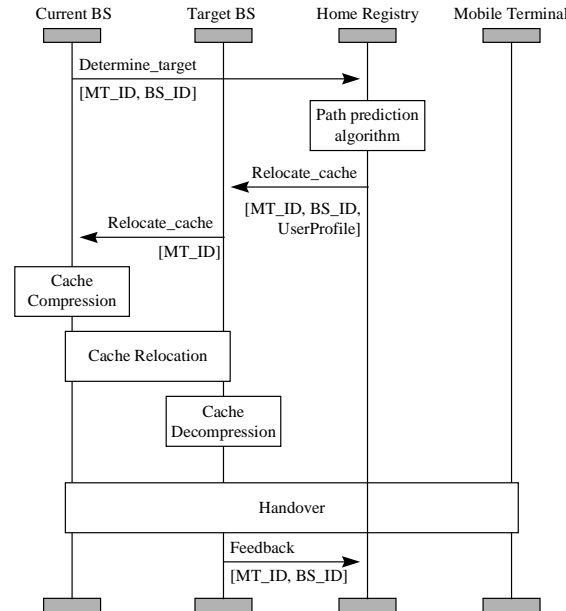 Current BS
Target BS
Home Registry
Mobile Terminal
Determine_target
[MT_ID, BS_ID]
Path prediction
algorithm
Relocate_cache
[MT_ID, BS_ID,
UserProfile]
Relocate_cache
[MT_ID]
Cache
Compression
Cache Relocation
Cache
Decompression
Handover
Feedback
[MT_ID, BS_ID]